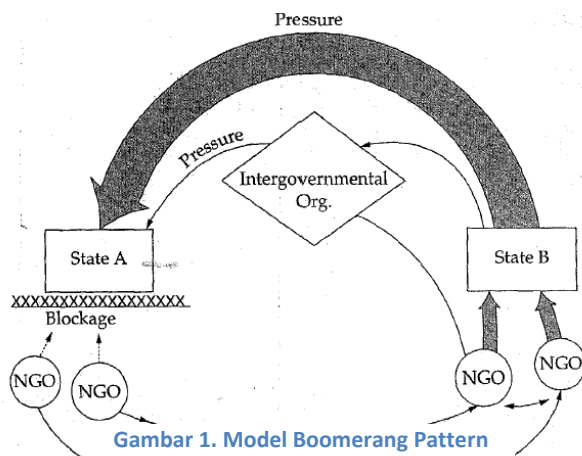 Pressure
Pressure
Intergovernmental
Org.
State A
State B
XXXXXXXXXXXXXXXXXX
Blockage
NGO
NGO
NGO
NGO
Gambar 1. Model Boomerang Pattern